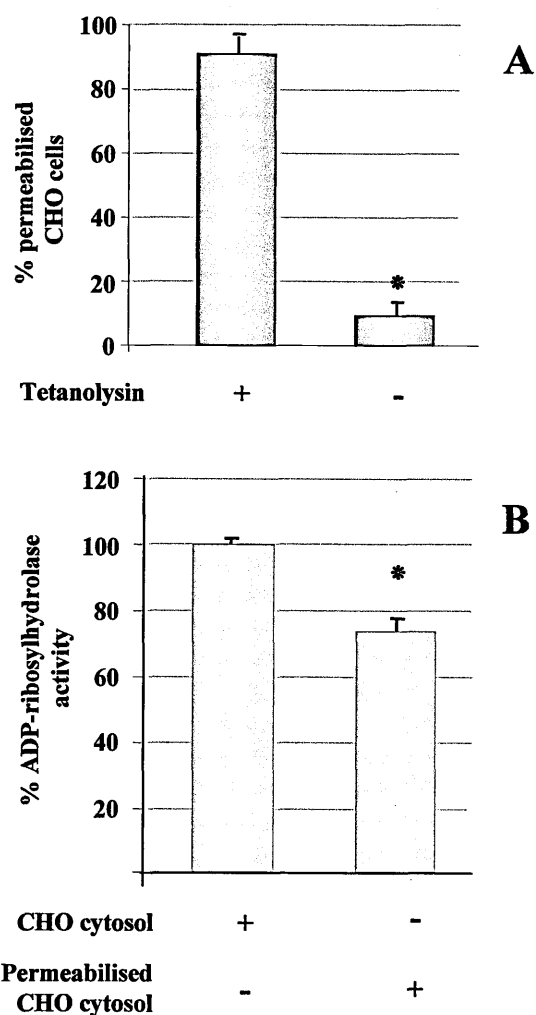 A
% permeabilised
CHO cells
100
80
60
40
20
0
*
Tetanolysin + -
B
% ADP-ribosylhydrolase
activity
120
100
80
60
40
20
*
CHO cytosol + -
Permeabilised
CHO cytosol - +